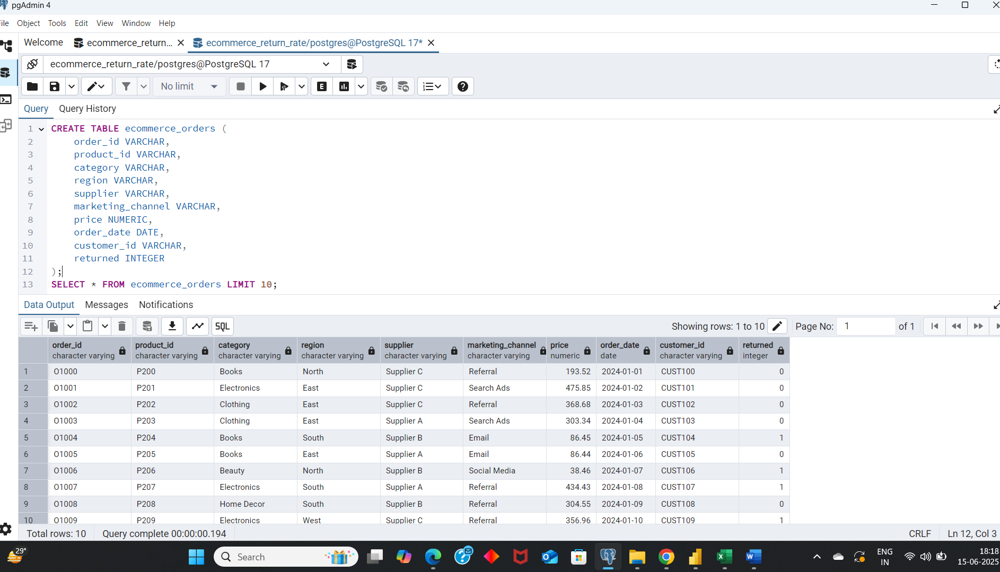 pgAdmin 4
File Object Tools Edit View Window Help
Welcome ecommerce_return... ecommerce_return_rate/postgres@PostgreSQL 17*
ecommerce_return_rate/postgres@PostgreSQL 17
No limit E
Query Query History
1 CREATE TABLE ecommerce_orders (
2 order_id VARCHAR,
3 product_id VARCHAR,
4 category VARCHAR,
5 region VARCHAR,
6 supplier VARCHAR,
7 marketing_channel VARCHAR,
8 price NUMERIC,
9 order_date DATE,
10 customer_id VARCHAR,
11 returned INTEGER
12 );
13 SELECT * FROM ecommerce_orders LIMIT 10;
Data Output Messages Notifications
SQL Showing rows: 1 to 10 Page No: 1 of 1
order_id product_id category region supplier marketing_channel price order_date customer_id returned
character varying character varying character varying character varying character varying character varying numeric date character varying integer
1 O1000 P200 Books North Supplier C Referral 193.52 2024-01-01 CUST100 0
2 O1001 P201 Electronics East Supplier C Search Ads 475.85 2024-01-02 CUST101 0
3 O1002 P202 Clothing East Supplier C Referral 368.68 2024-01-03 CUST102 0
4 O1003 P203 Clothing East Supplier A Search Ads 303.34 2024-01-04 CUST103 0
5 O1004 P204 Books South Supplier B Email 86.45 2024-01-05 CUST104 1
6 O1005 P205 Books East Supplier A Email 86.44 2024-01-06 CUST105 0
7 O1006 P206 Beauty North Supplier B Social Media 38.46 2024-01-07 CUST106 1
8 O1007 P207 Electronics South Supplier A Referral 434.43 2024-01-08 CUST107 1
9 O1008 P208 Home Decor South Supplier B Referral 304.55 2024-01-09 CUST108 0
10 O1009 P209 Electronics West Supplier C Referral 356.96 2024-01-10 CUST109 1
Total rows: 10 Query complete 00:00:00.194 CRLF Ln 12, Col 3
29° Search ENG 18:18
IN 15-06-2025